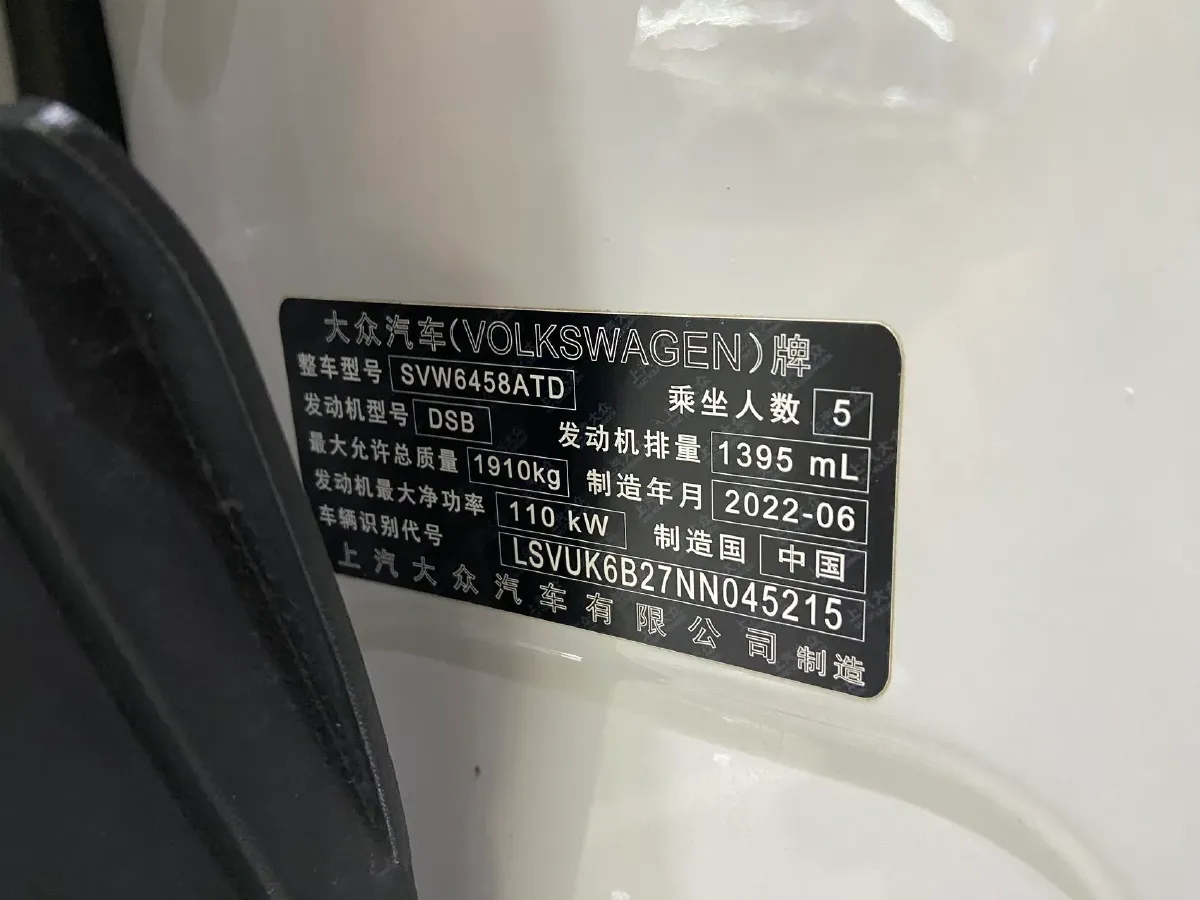 大众汽车(VOLKSWAGEN)牌
整车型号 SVW6458ATD 乘坐人数 5
发动机型号 DSB 发动机排量 1395 mL
最大允许总质量 1910kg 制造年月 2022-06
发动机最大净功率 110 kW 制造国 中国
车辆识别代号 LSVUK6B27NN045215
上汽大众汽车有限公司制造